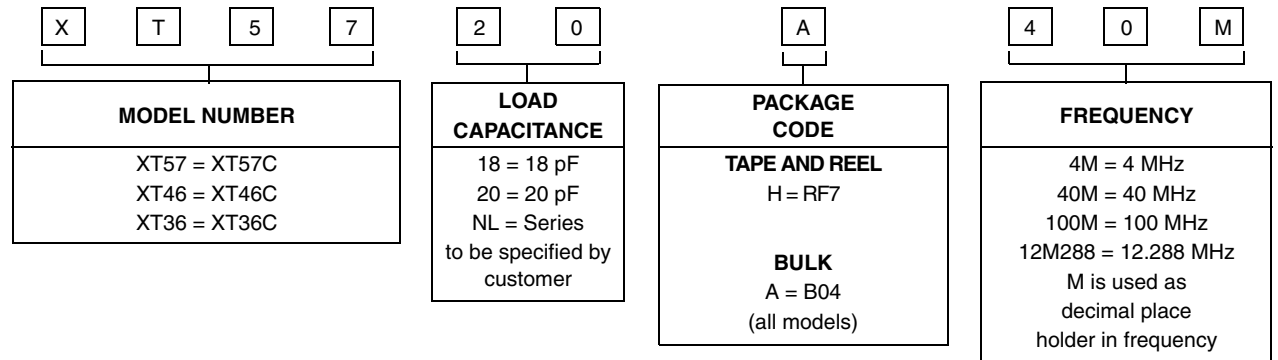 X T 5 7 2 0 A 4 0 M
MODEL NUMBER
XT57 = XT57C
XT46 = XT46C
XT36 = XT36C
LOAD
CAPACITANCE
18 = 18 pF
20 = 20 pF
NL = Series
to be specified by
customer
PACKAGE
CODE
TAPE AND REEL
H = RF7
BULK
A = B04
(all models)
FREQUENCY
4M = 4 MHz
40M = 40 MHz
100M = 100 MHz
12M288 = 12.288 MHz
M is used as
decimal place
holder in frequency